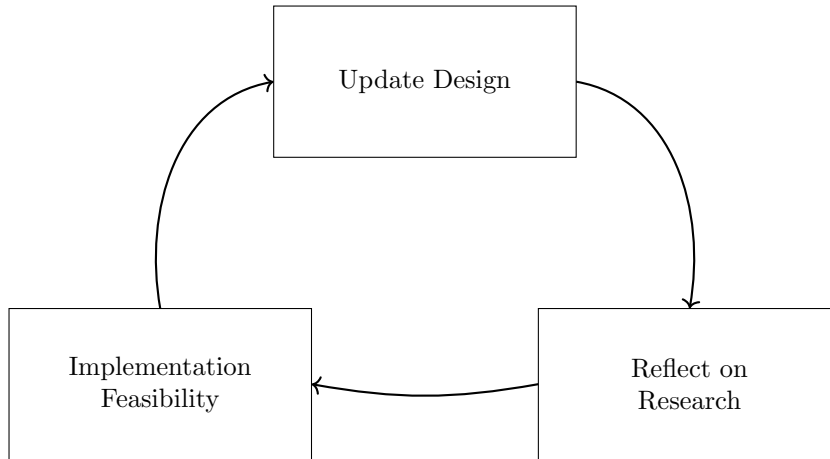 Update Design
Implementation
Feasibility
Reflect on
Research